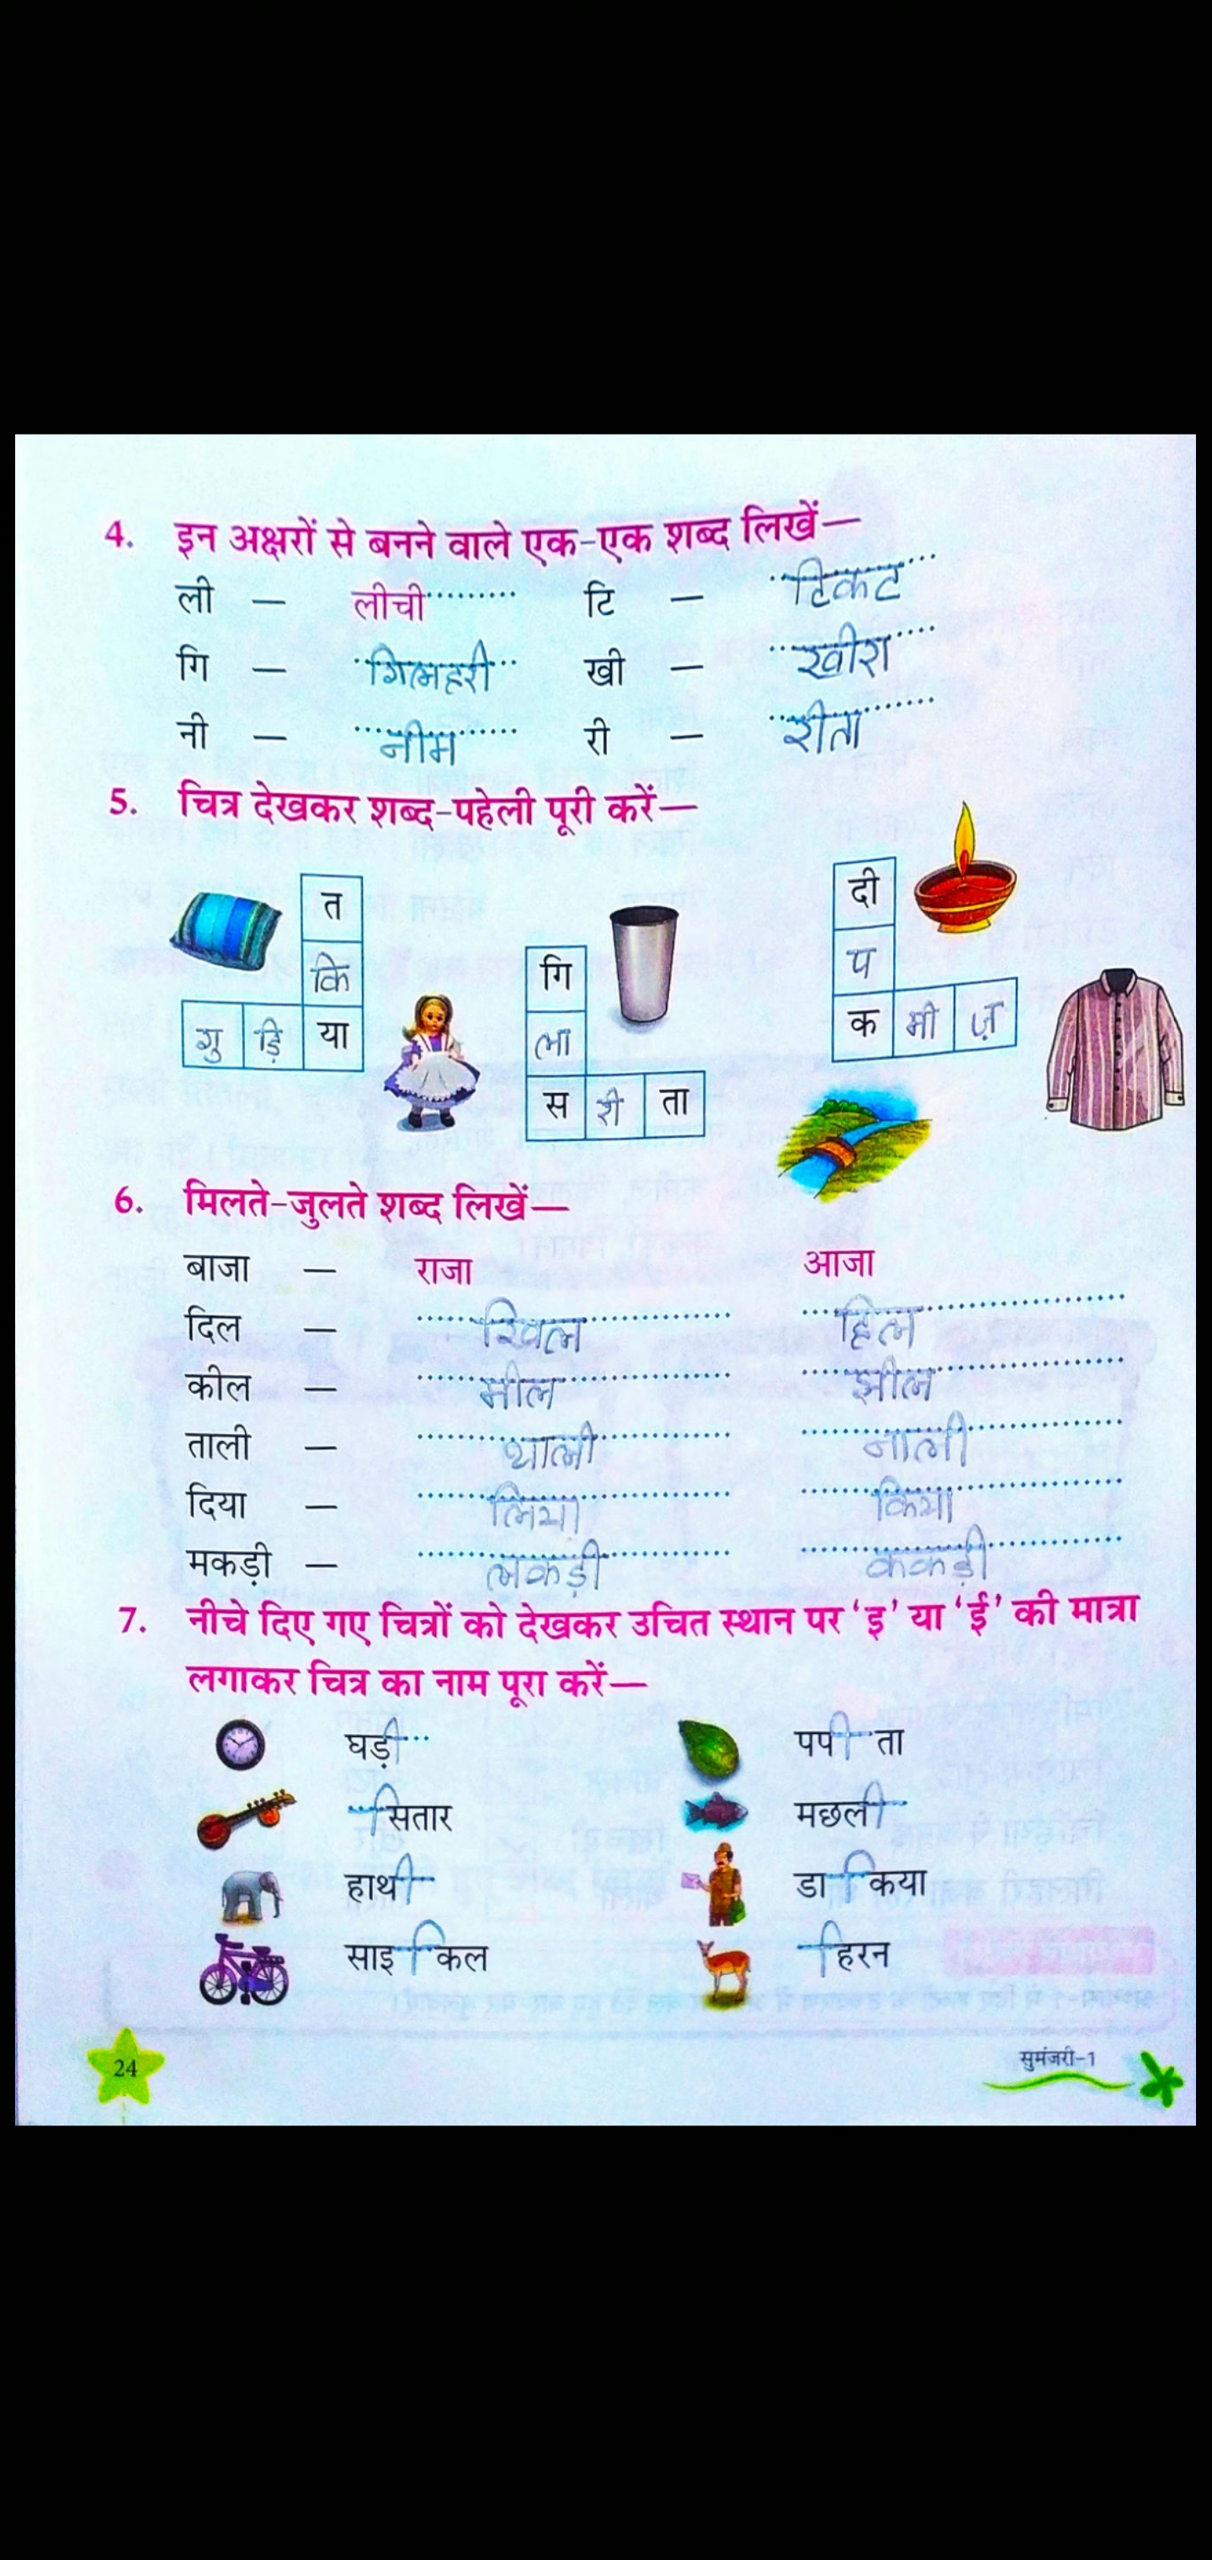 4. इन अक्षरों से बनने वाले एक-एक शब्द लिखें—
ली — लीची टि — टिकट
गि — गिलहरी खी — खीरा
नी — नीम री — रीता
5. चित्र देखकर शब्द-पहेली पूरी करें—
त
कि
गु ड़ि या
गि
ला
स री ता
दी
प
क मी ज़
6. मिलते-जुलते शब्द लिखें—
बाजा — राजा आजा
दिल — खिल हिल
कील — मील झील
ताली — थाली नाली
दिया — लिया किया
मकड़ी — लकड़ी ककड़ी
7. नीचे दिए गए चित्रों को देखकर उचित स्थान पर 'इ' या 'ई' की मात्रा
लगाकर चित्र का नाम पूरा करें—
घड़ी पपीता
सितार मछली
हाथी डाकिया
साइकिल हिरन
24
सुमंजरी-1